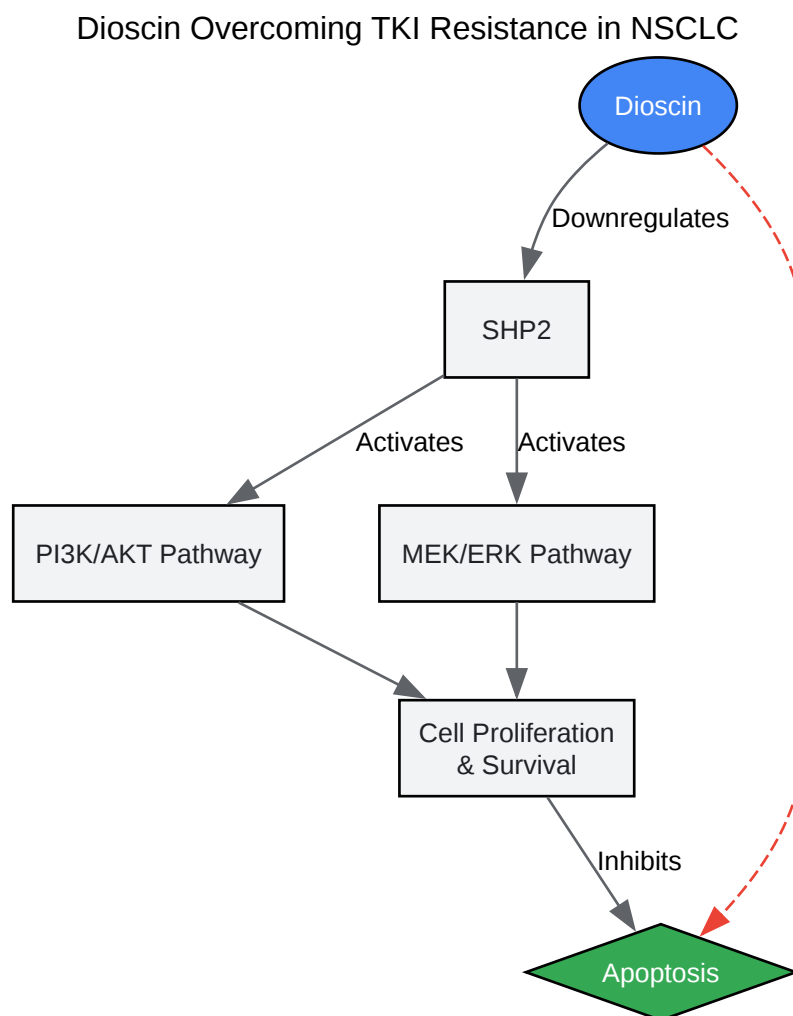 Dioscin Overcoming TKI Resistance in NSCLC
Dioscin
Downregulates
SHP2
Activates
Activates
PI3K/AKT Pathway
MEK/ERK Pathway
Cell Proliferation
& Survival
Inhibits
Apoptosis